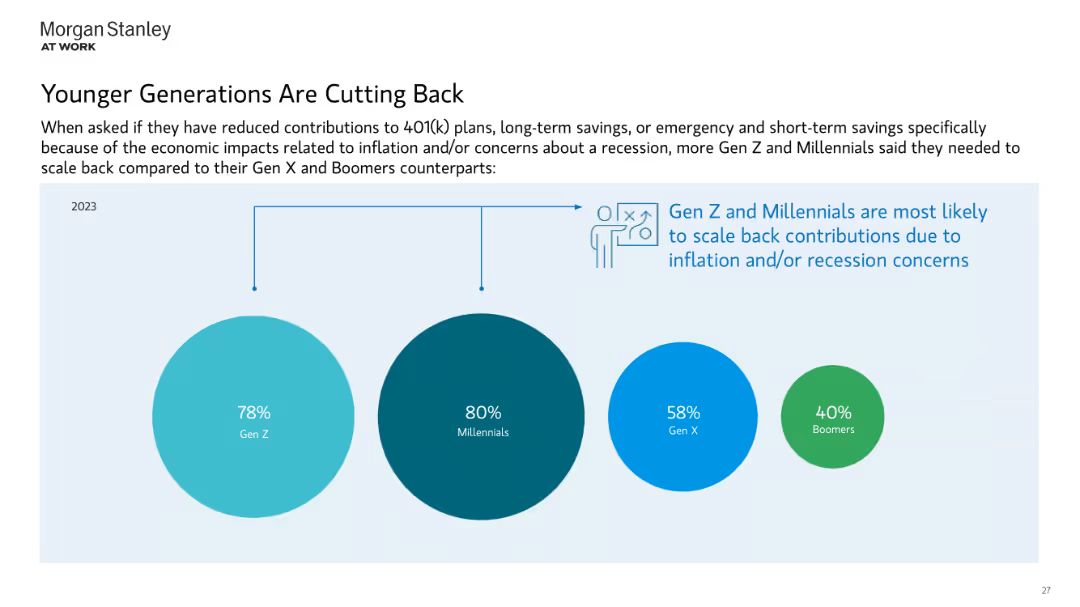 Morgan Stanley
AT WORK
Younger Generations Are Cutting Back
When asked if they have reduced contributions to 401(k) plans, long-term savings, or emergency and short-term savings specifically
because of the economic impacts related to inflation and/or concerns about a recession, more Gen Z and Millennials said they needed to
scale back compared to their Gen X and Boomers counterparts:
2023
Gen Z and Millennials are most likely
to scale back contributions due to
inflation and/or recession concerns
78%
Gen Z
80%
Millennials
58%
Gen X
40%
Boomers
27